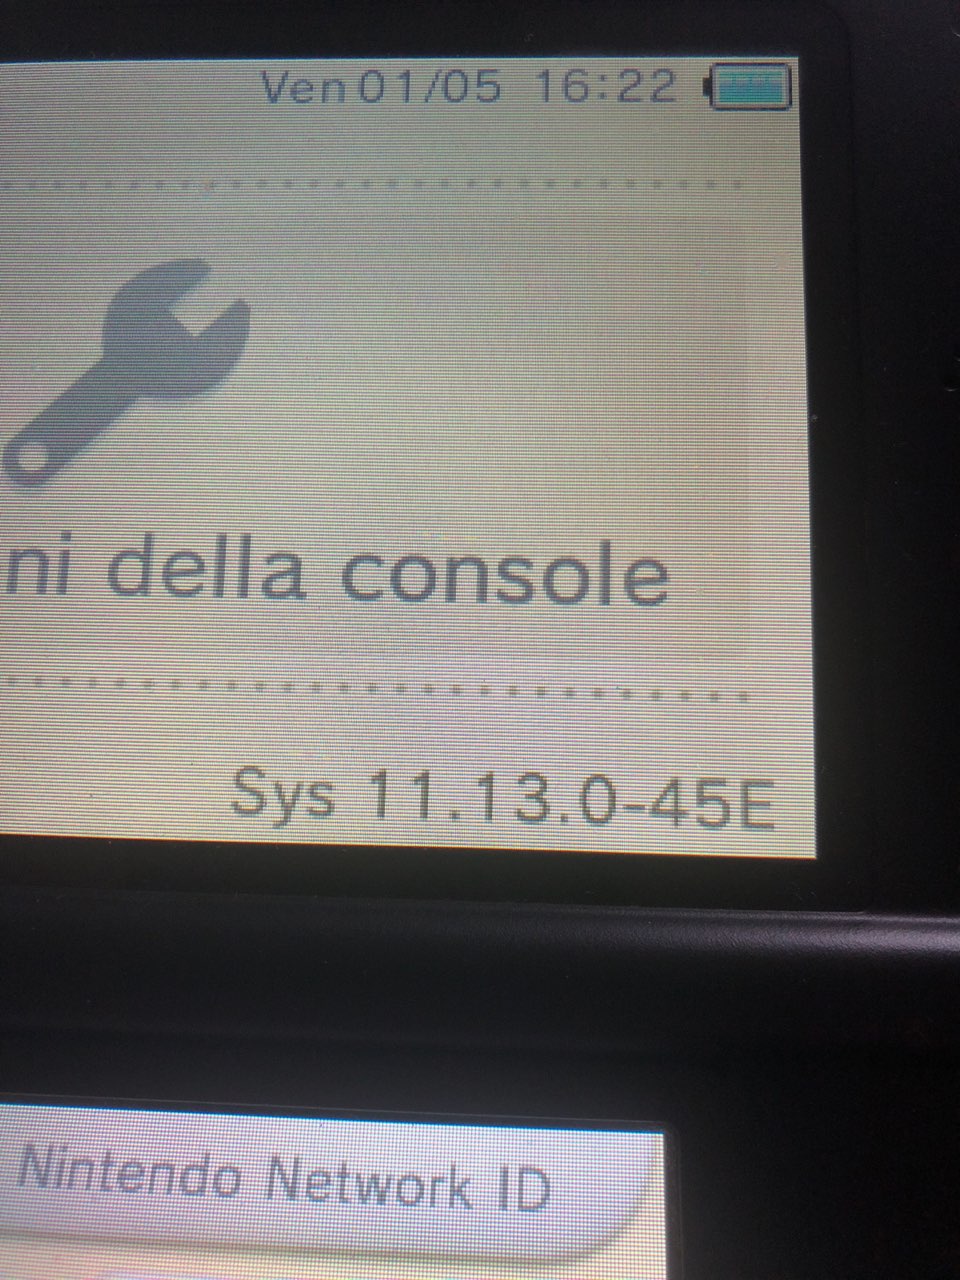 Ven 01/05 16:22
ni della console
Sys 11.13.0-45E
Nintendo Network ID